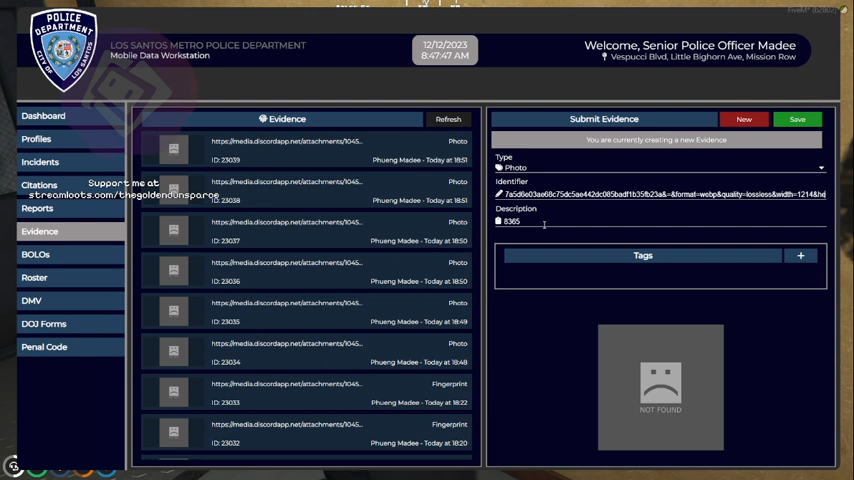 FiveM® (b2802)
POLICE
DEPARTMENT
CITY OF
LOS SANTOS
LOS SANTOS METRO POLICE DEPARTMENT
Mobile Data Workstation
12/12/2023
8:47:47 AM
Welcome, Senior Police Officer Madee
Vespucci Blvd, Little Bighorn Ave, Mission Row
Dashboard
Profiles
Incidents
Citations
Reports
Evidence
BOLOs
Roster
DMV
DOJ Forms
Penal Code
Support me at
streamloots.com/thegoldendunsparce
Evidence
Refresh
https://media.discordapp.net/attachments/1045... Photo
ID: 23039 Phueng Madee - Today at 18:51
https://media.discordapp.net/attachments/1045... Photo
ID: 23038 Phueng Madee - Today at 18:51
https://media.discordapp.net/attachments/1045... Photo
ID: 23037 Phueng Madee - Today at 18:50
https://media.discordapp.net/attachments/1045... Photo
ID: 23036 Phueng Madee - Today at 18:50
https://media.discordapp.net/attachments/1045... Photo
ID: 23035 Phueng Madee - Today at 18:49
https://media.discordapp.net/attachments/1045... Photo
ID: 23034 Phueng Madee - Today at 18:48
https://media.discordapp.net/attachments/1045... Fingerprint
ID: 23033 Phueng Madee - Today at 18:22
https://media.discordapp.net/attachments/1045... Fingerprint
ID: 23032 Phueng Madee - Today at 18:20
Submit Evidence
New
Save
You are currently creating a new Evidence
Type
Photo
Identifier
7a5d6e03ae68c75dc5ae442dc085badf1b35fb23a&=&format=webp&quality=lossless&width=1214&he
Description
8365
Tags
+
NOT FOUND